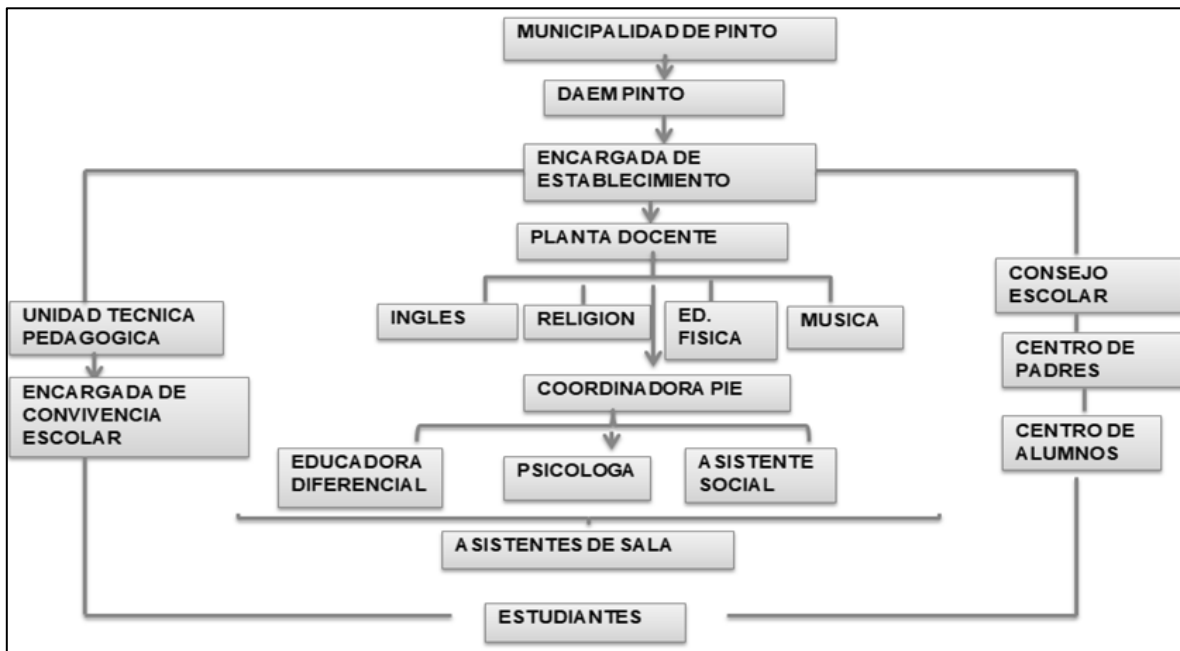 MUNICIPALIDAD DE PINTO
DAEM PINTO
ENCARGADA DE
ESTABLECIMIENTO
PLANTA DOCENTE
CONSEJO
ESCOLAR
UNIDAD TECNICA
PEDAGOGICA
INGLES
RELIGION
ED.
FISICA
MUSICA
CENTRO DE
PADRES
ENCARGADA DE
CONVIVENCIA
ESCOLAR
COORDINADORA PIE
CENTRO DE
ALUMNOS
EDUCADORA
DIFERENCIAL
PSICOLOGA
ASISTENTE
SOCIAL
ASISTENTES DE SALA
ESTUDIANTES